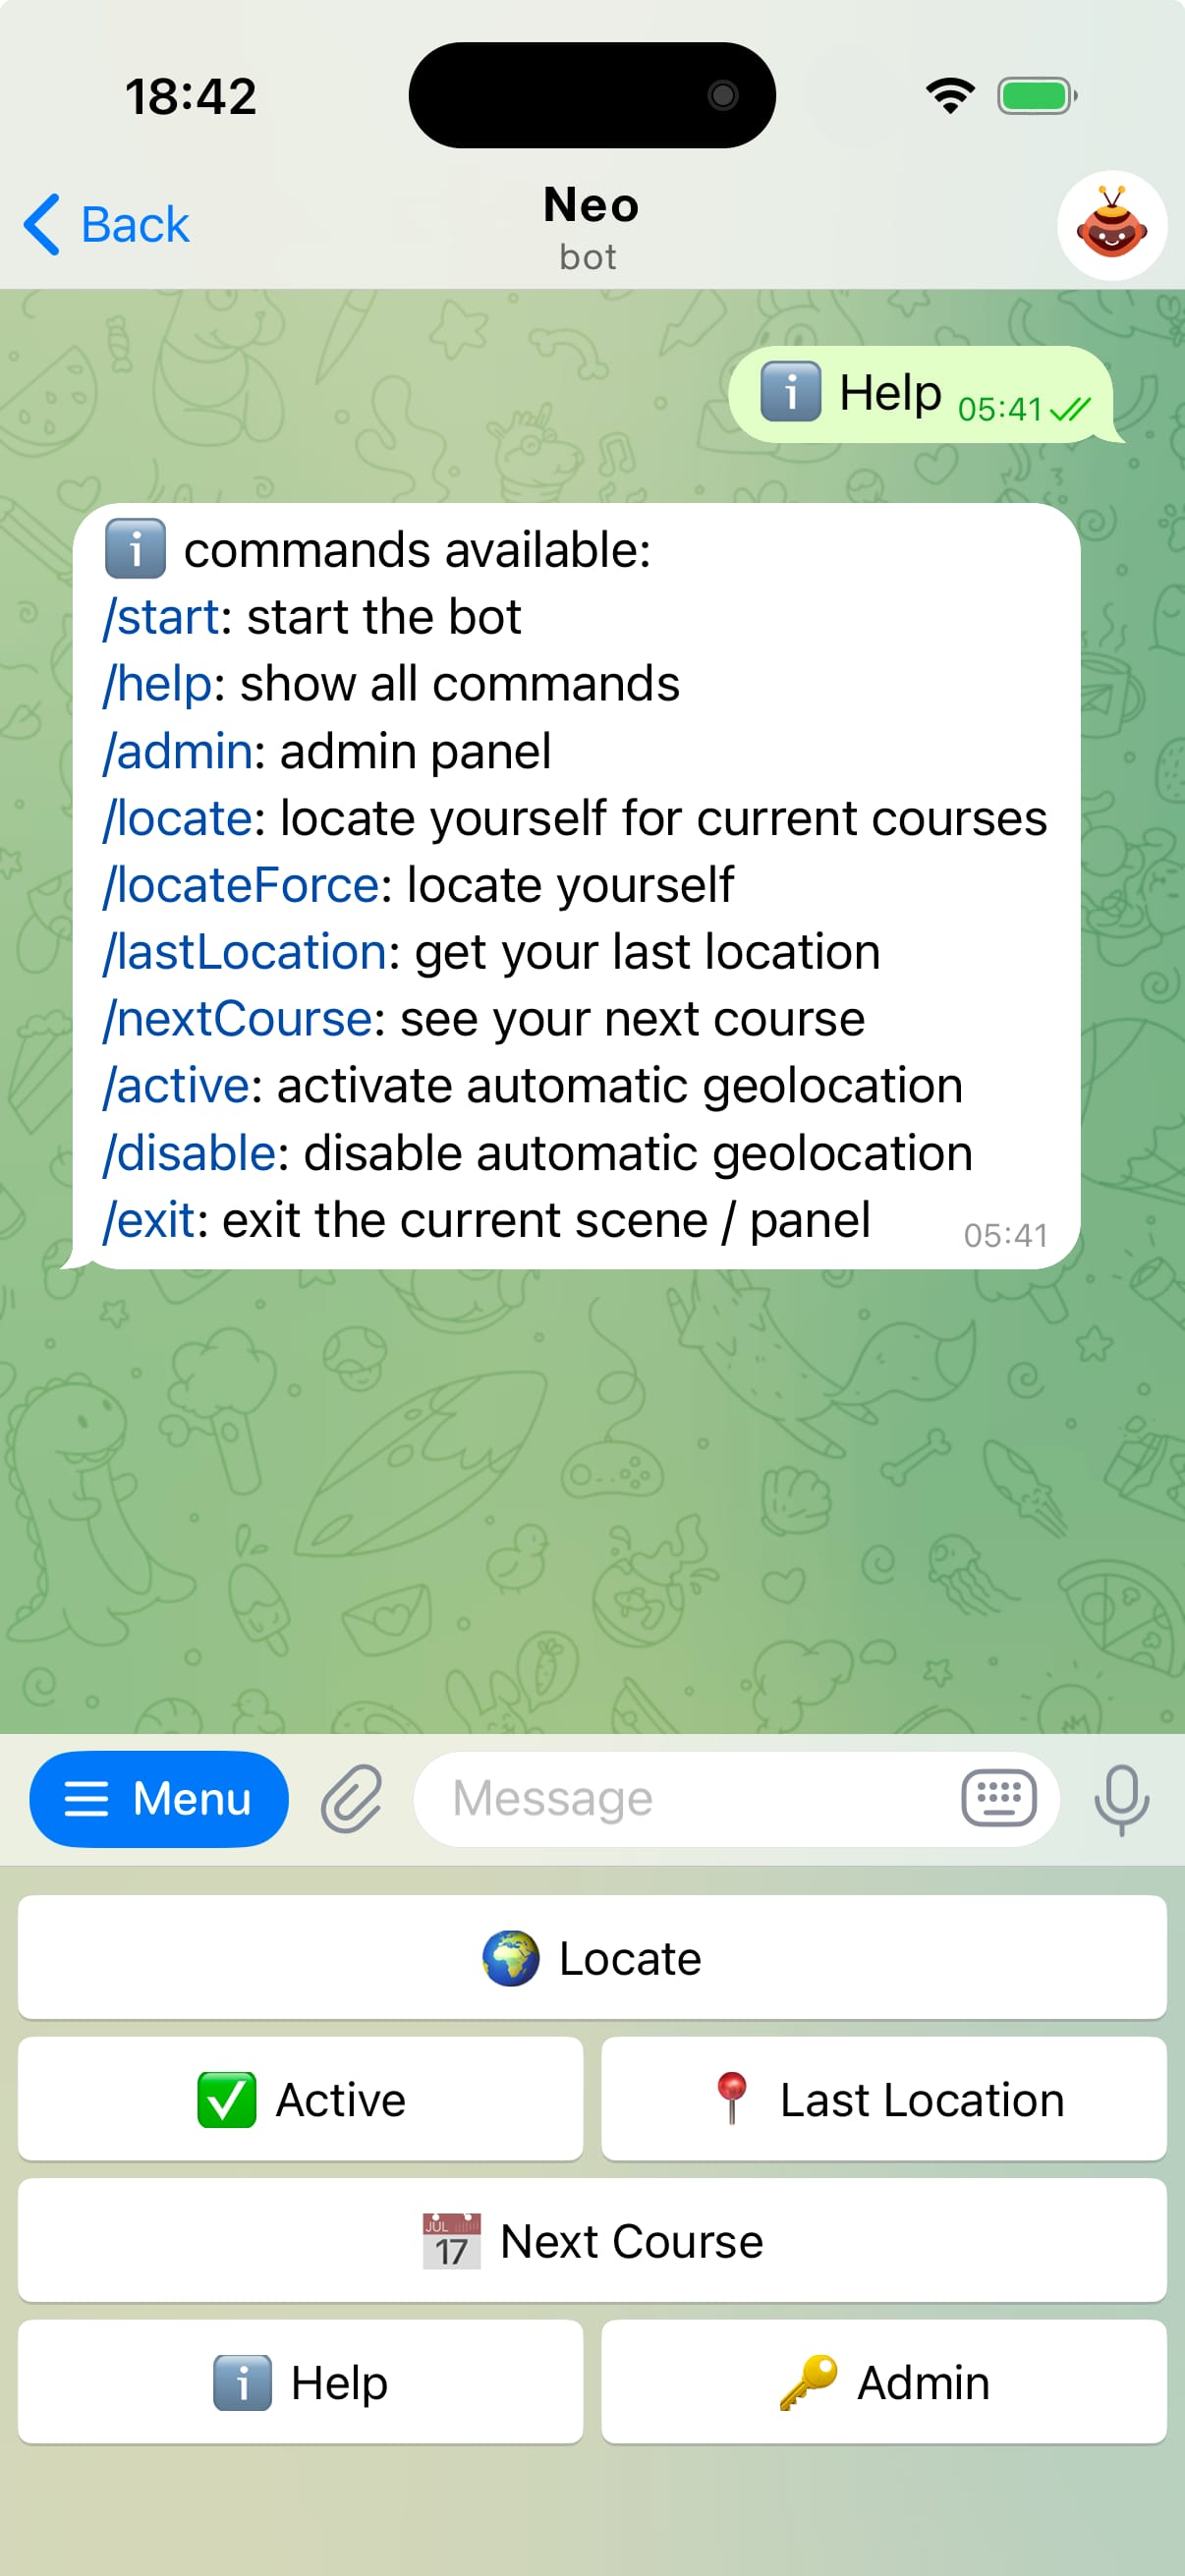 18:42
Back
Neo
bot
ℹ️ Help 05:41
ℹ️ commands available:
/start: start the bot
/help: show all commands
/admin: admin panel
/locate: locate yourself for current courses
/locateForce: locate yourself
/lastLocation: get your last location
/nextCourse: see your next course
/active: activate automatic geolocation
/disable: disable automatic geolocation
/exit: exit the current scene / panel 05:41
Menu
Message
Locate
Active
Last Location
JUL
17
Next Course
ℹ️ Help
Admin